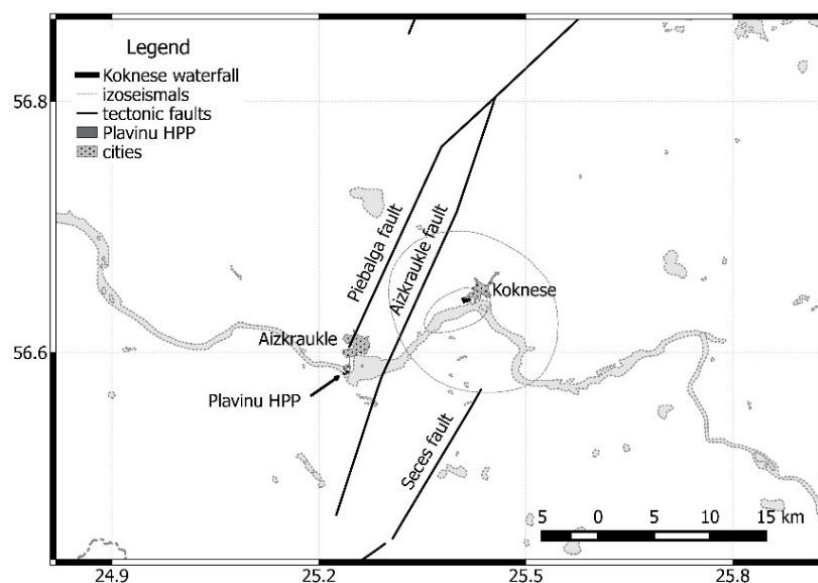 Legend
Koknese waterfall
izoseismals
tectonic faults
Plavinu HPP
cities
56.8
Piebalga fault
Aizkraukle fault
Koknese
Aizkraukle
56.6
Plavinu HPP
Seces fault
5 0 5 10 15 km
24.9 25.2 25.5 25.8